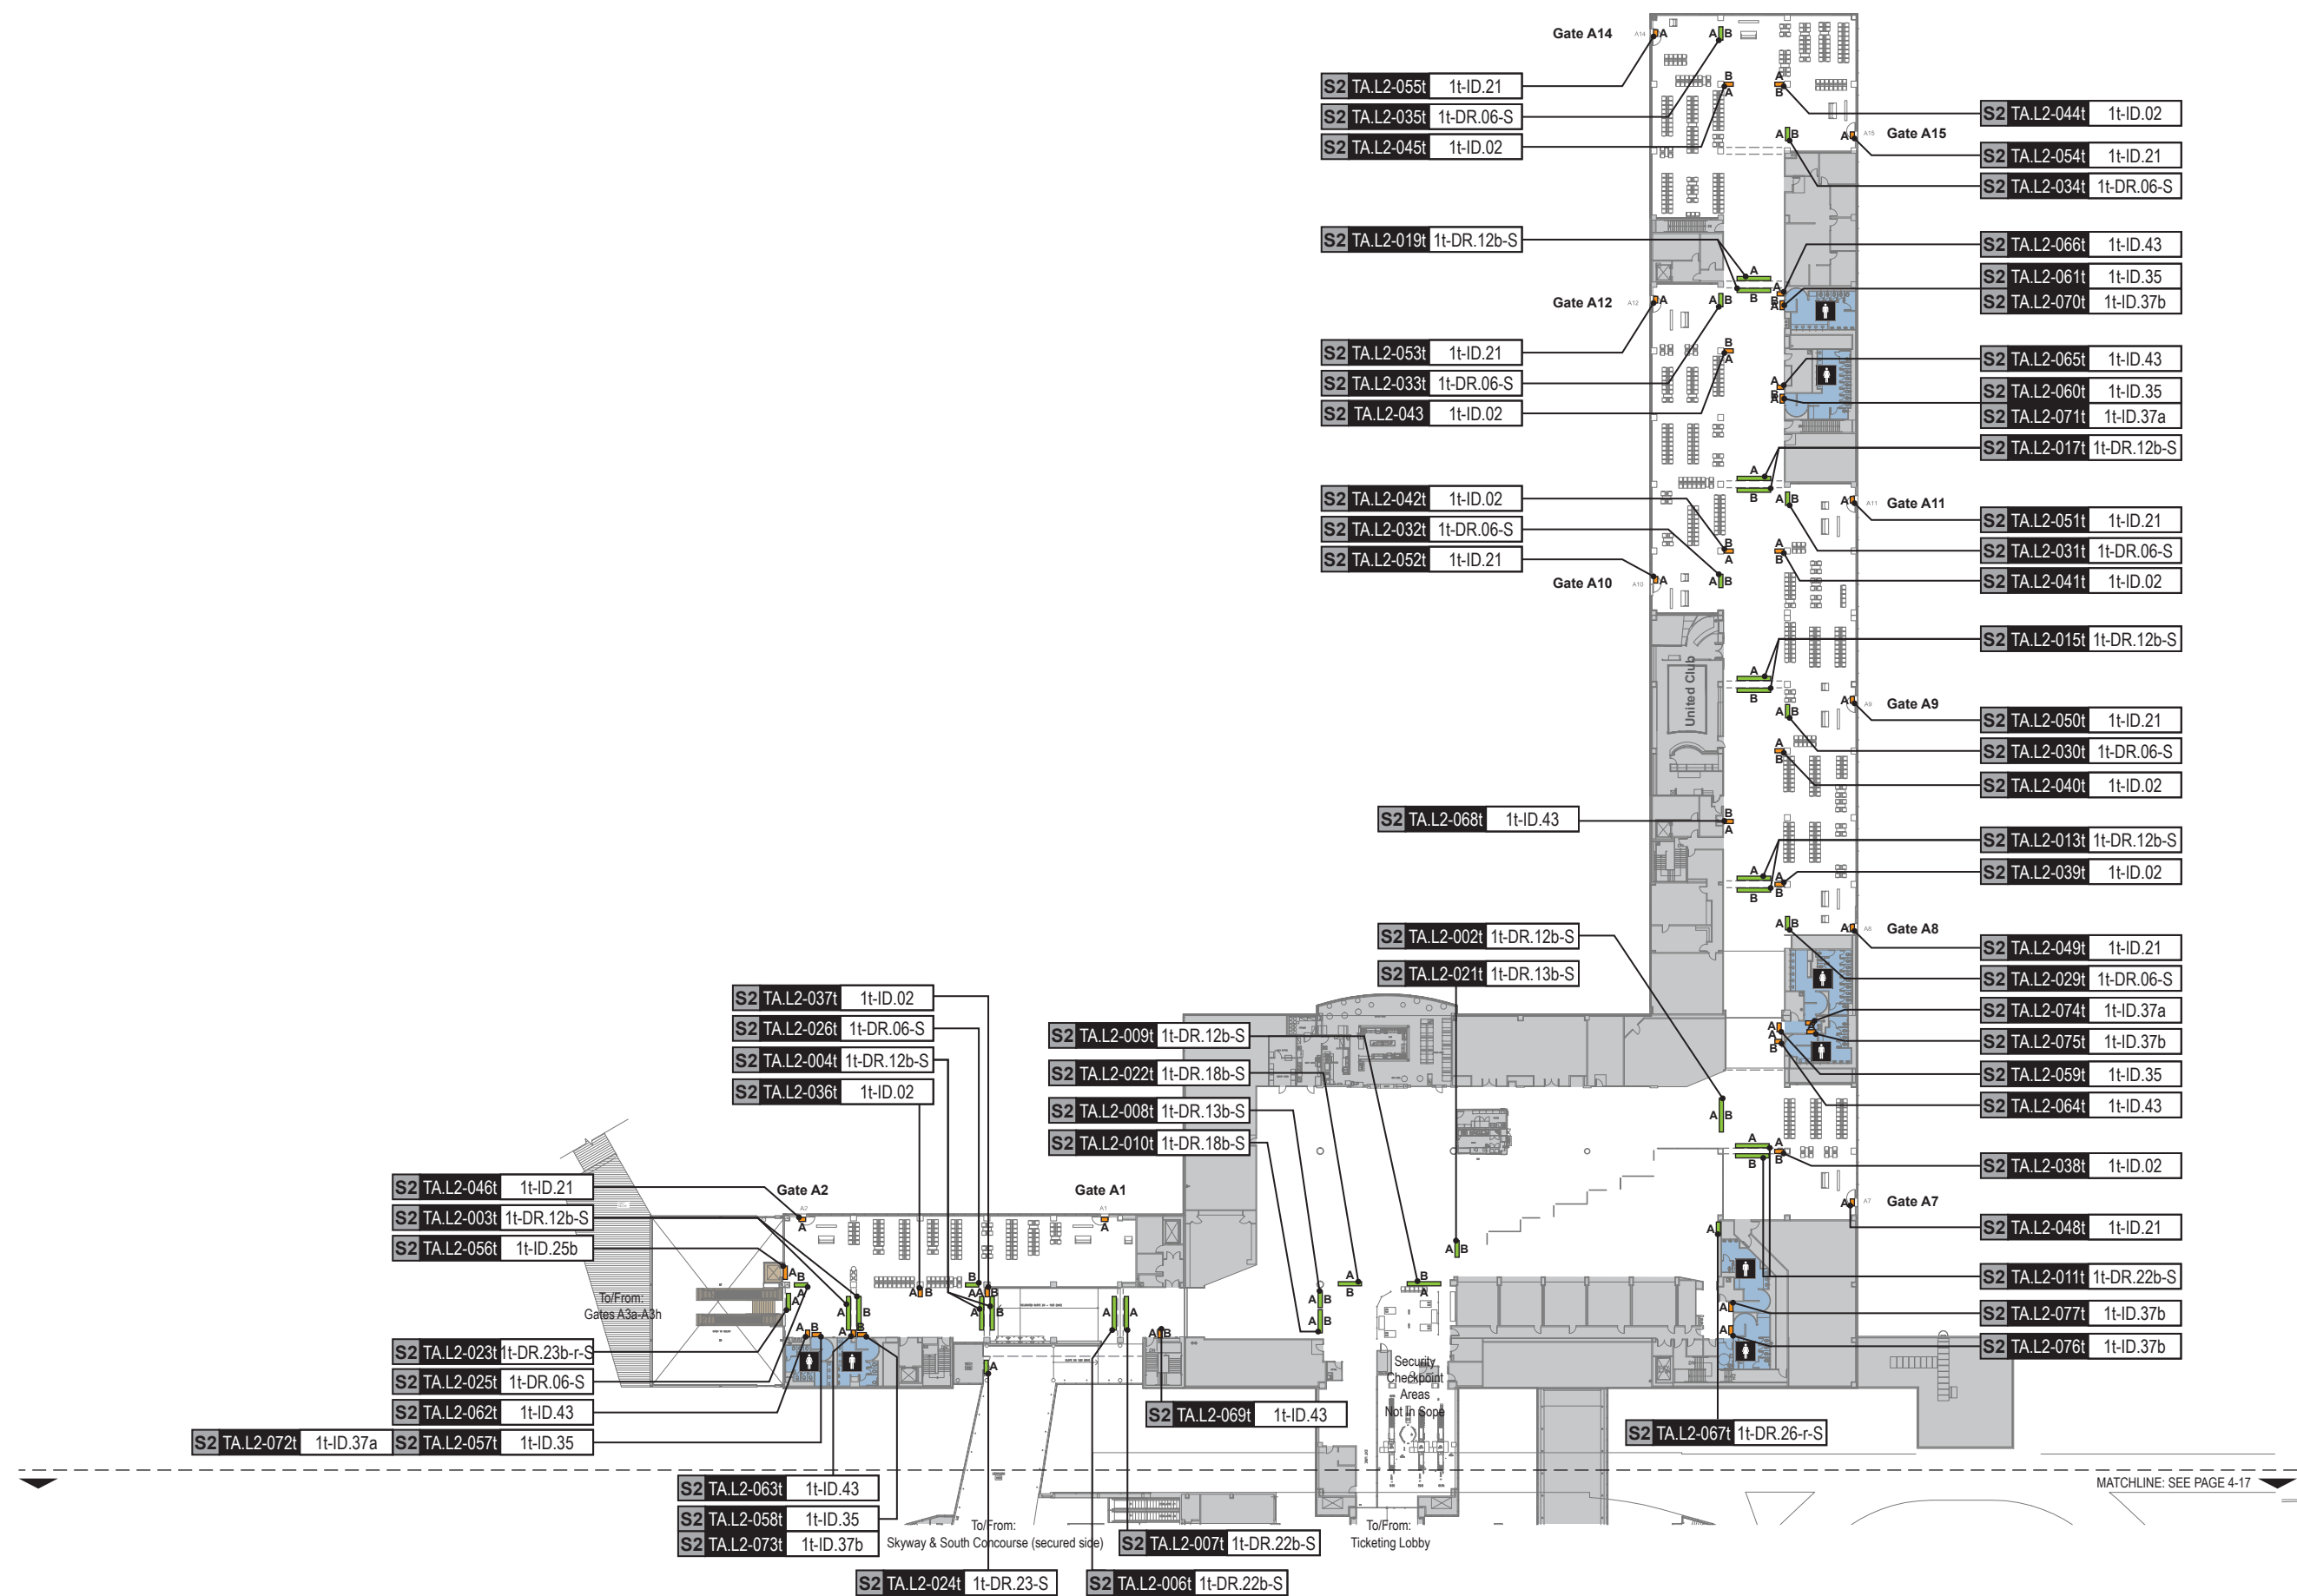 Gate A14
A14
S2 TA.L2-055t 1t-ID.21
S2 TA.L2-035t 1t-DR.06-S
S2 TA.L2-045t 1t-ID.02
S2 TA.L2-044t 1t-ID.02
A15
Gate A15
S2 TA.L2-054t 1t-ID.21
S2 TA.L2-034t 1t-DR.06-S
S2 TA.L2-019t 1t-DR.12b-S
S2 TA.L2-066t 1t-ID.43
S2 TA.L2-061t 1t-ID.35
S2 TA.L2-070t 1t-ID.37b
Gate A12
A12
S2 TA.L2-053t 1t-ID.21
S2 TA.L2-033t 1t-DR.06-S
S2 TA.L2-043 1t-ID.02
S2 TA.L2-065t 1t-ID.43
S2 TA.L2-060t 1t-ID.35
S2 TA.L2-071t 1t-ID.37a
S2 TA.L2-017t 1t-DR.12b-S
S2 TA.L2-042t 1t-ID.02
S2 TA.L2-032t 1t-DR.06-S
S2 TA.L2-052t 1t-ID.21
A11
Gate A11
S2 TA.L2-051t 1t-ID.21
S2 TA.L2-031t 1t-DR.06-S
S2 TA.L2-041t 1t-ID.02
Gate A10
A10
United Club
S2 TA.L2-015t 1t-DR.12b-S
A9
Gate A9
S2 TA.L2-050t 1t-ID.21
S2 TA.L2-030t 1t-DR.06-S
S2 TA.L2-040t 1t-ID.02
S2 TA.L2-068t 1t-ID.43
S2 TA.L2-013t 1t-DR.12b-S
S2 TA.L2-039t 1t-ID.02
A8
Gate A8
S2 TA.L2-002t 1t-DR.12b-S
S2 TA.L2-021t 1t-DR.13b-S
S2 TA.L2-049t 1t-ID.21
S2 TA.L2-029t 1t-DR.06-S
S2 TA.L2-074t 1t-ID.37a
S2 TA.L2-075t 1t-ID.37b
S2 TA.L2-059t 1t-ID.35
S2 TA.L2-064t 1t-ID.43
S2 TA.L2-037t 1t-ID.02
S2 TA.L2-026t 1t-DR.06-S
S2 TA.L2-004t 1t-DR.12b-S
S2 TA.L2-036t 1t-ID.02
S2 TA.L2-009t 1t-DR.12b-S
S2 TA.L2-022t 1t-DR.18b-S
S2 TA.L2-008t 1t-DR.13b-S
S2 TA.L2-010t 1t-DR.18b-S
S2 TA.L2-038t 1t-ID.02
A7
Gate A7
S2 TA.L2-048t 1t-ID.21
S2 TA.L2-011t 1t-DR.22b-S
S2 TA.L2-077t 1t-ID.37b
S2 TA.L2-076t 1t-ID.37b
Gate A2
A2
Gate A1
A1
S2 TA.L2-046t 1t-ID.21
S2 TA.L2-003t 1t-DR.12b-S
S2 TA.L2-056t 1t-ID.25b
To/From:
Gates A3a-A3h
S2 TA.L2-023t 1t-DR.23b-r-S
S2 TA.L2-025t 1t-DR.06-S
S2 TA.L2-062t 1t-ID.43
S2 TA.L2-072t 1t-ID.37a S2 TA.L2-057t 1t-ID.35
Security
Checkpoint
Areas
Not In Sope
S2 TA.L2-069t 1t-ID.43
S2 TA.L2-067t 1t-DR.26-r-S
MATCHLINE: SEE PAGE 4-17
S2 TA.L2-063t 1t-ID.43
S2 TA.L2-058t 1t-ID.35
S2 TA.L2-073t 1t-ID.37b
To/From:
Skyway & South Concourse (secured side)
S2 TA.L2-007t 1t-DR.22b-S
To/From:
Ticketing Lobby
S2 TA.L2-024t 1t-DR.23-S
S2 TA.L2-006t 1t-DR.22b-S